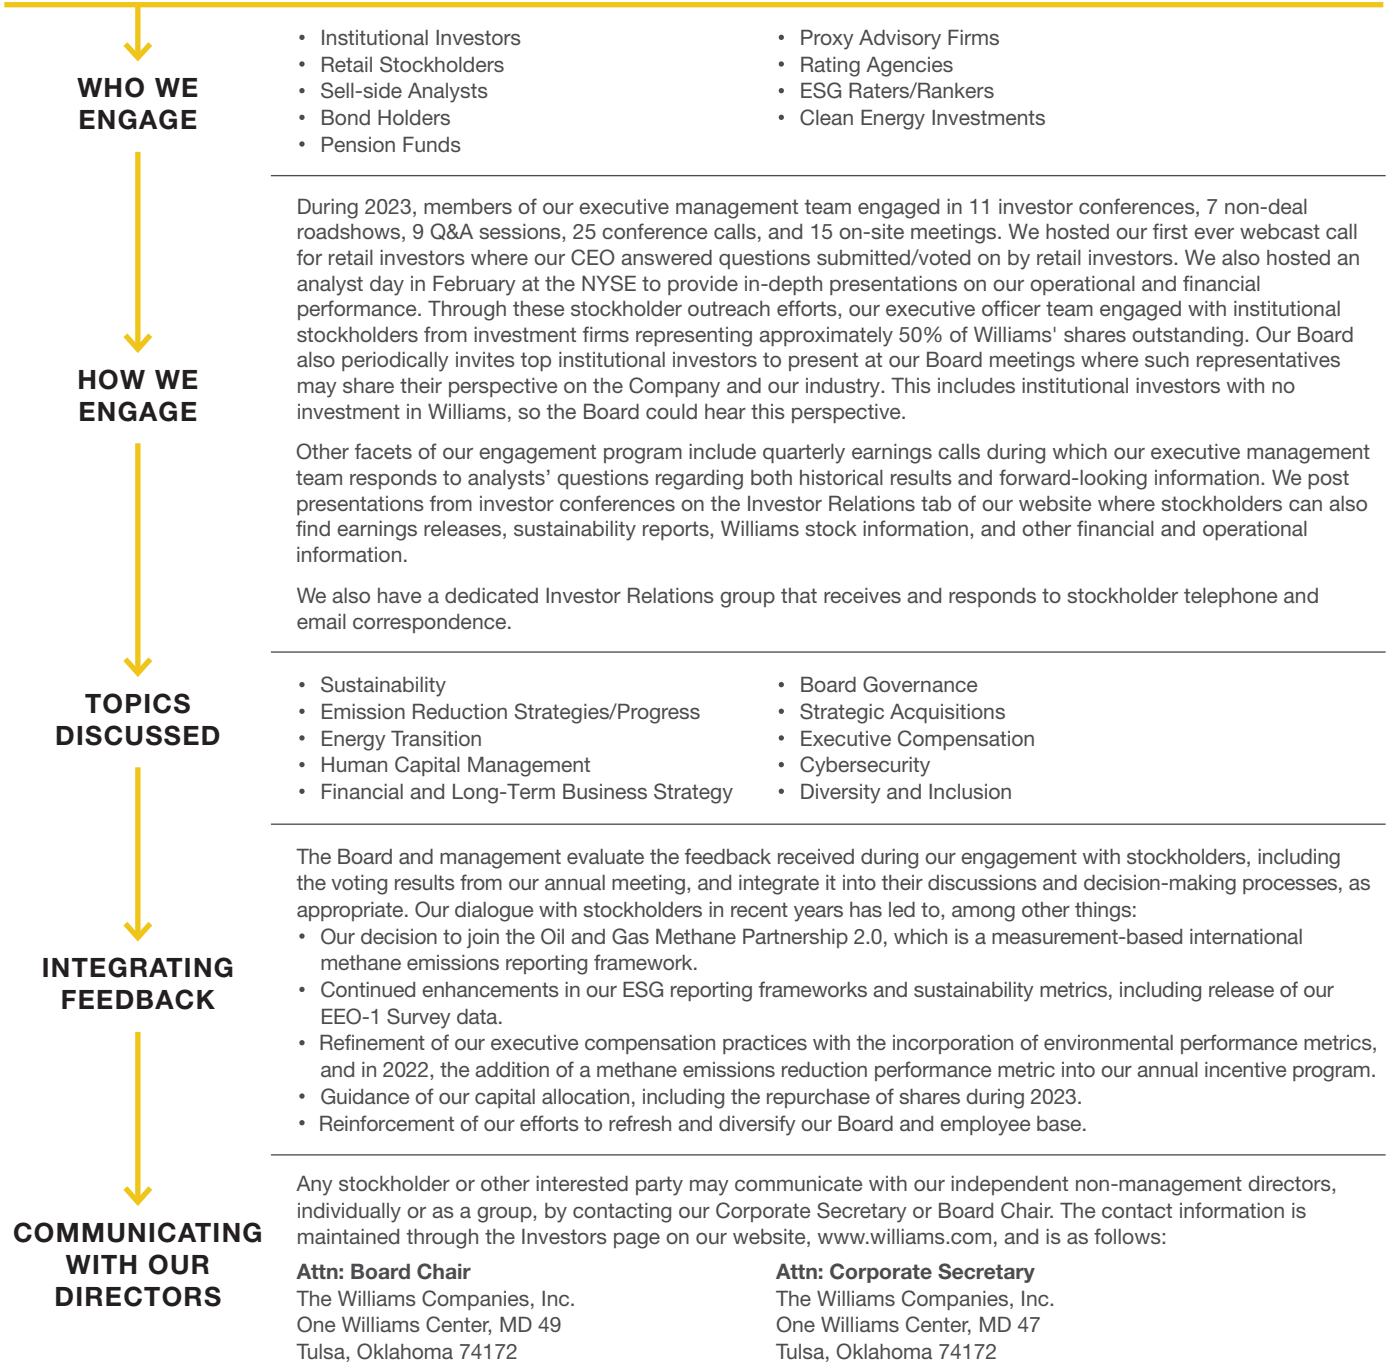 WHO WE
ENGAGE
• Institutional Investors
• Retail Stockholders
• Sell-side Analysts
• Bond Holders
• Pension Funds
• Proxy Advisory Firms
• Rating Agencies
• ESG Raters/Rankers
• Clean Energy Investments
HOW WE
ENGAGE
During 2023, members of our executive management team engaged in 11 investor conferences, 7 non-deal
roadshows, 9 Q&A sessions, 25 conference calls, and 15 on-site meetings. We hosted our first ever webcast call
for retail investors where our CEO answered questions submitted/voted on by retail investors. We also hosted an
analyst day in February at the NYSE to provide in-depth presentations on our operational and financial
performance. Through these stockholder outreach efforts, our executive officer team engaged with institutional
stockholders from investment firms representing approximately 50% of Williams' shares outstanding. Our Board
also periodically invites top institutional investors to present at our Board meetings where such representatives
may share their perspective on the Company and our industry. This includes institutional investors with no
investment in Williams, so the Board could hear this perspective.
Other facets of our engagement program include quarterly earnings calls during which our executive management
team responds to analysts’ questions regarding both historical results and forward-looking information. We post
presentations from investor conferences on the Investor Relations tab of our website where stockholders can also
find earnings releases, sustainability reports, Williams stock information, and other financial and operational
information.
We also have a dedicated Investor Relations group that receives and responds to stockholder telephone and
email correspondence.
TOPICS
DISCUSSED
• Sustainability
• Emission Reduction Strategies/Progress
• Energy Transition
• Human Capital Management
• Financial and Long-Term Business Strategy
• Board Governance
• Strategic Acquisitions
• Executive Compensation
• Cybersecurity
• Diversity and Inclusion
INTEGRATING
FEEDBACK
The Board and management evaluate the feedback received during our engagement with stockholders, including
the voting results from our annual meeting, and integrate it into their discussions and decision-making processes, as
appropriate. Our dialogue with stockholders in recent years has led to, among other things:
• Our decision to join the Oil and Gas Methane Partnership 2.0, which is a measurement-based international
methane emissions reporting framework.
• Continued enhancements in our ESG reporting frameworks and sustainability metrics, including release of our
EEO-1 Survey data.
• Refinement of our executive compensation practices with the incorporation of environmental performance metrics,
and in 2022, the addition of a methane emissions reduction performance metric into our annual incentive program.
• Guidance of our capital allocation, including the repurchase of shares during 2023.
• Reinforcement of our efforts to refresh and diversify our Board and employee base.
COMMUNICATING
WITH OUR
DIRECTORS
Any stockholder or other interested party may communicate with our independent non-management directors,
individually or as a group, by contacting our Corporate Secretary or Board Chair. The contact information is
maintained through the Investors page on our website, www.williams.com, and is as follows:
Attn: Board Chair
The Williams Companies, Inc.
One Williams Center, MD 49
Tulsa, Oklahoma 74172
Attn: Corporate Secretary
The Williams Companies, Inc.
One Williams Center, MD 47
Tulsa, Oklahoma 74172